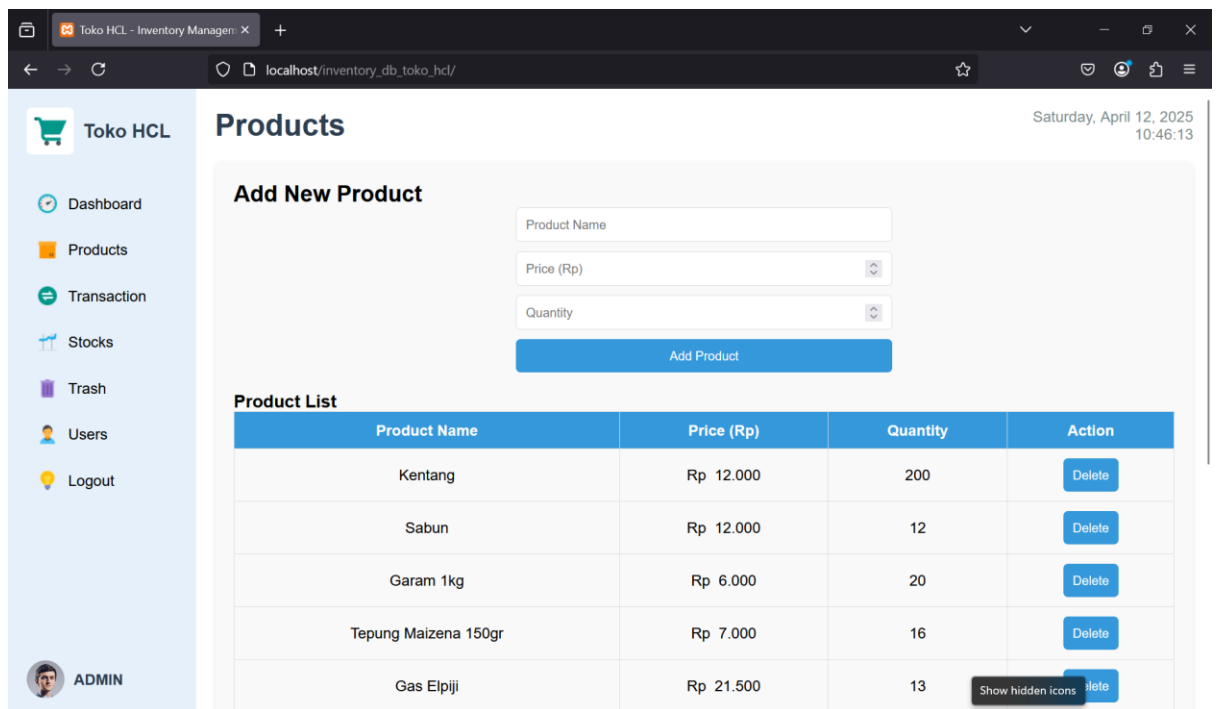 Toko HCL - Inventory Managem
localhost/inventory_db_toko_hcl/
Toko HCL
Dashboard
Products
Transaction
Stocks
Trash
Users
Logout
ADMIN
Products
Saturday, April 12, 2025
10:46:13
Add New Product
Product Name
Price (Rp)
Quantity
Add Product
Product List
Product Name Price (Rp) Quantity Action
Kentang Rp 12.000 200 Delete
Sabun Rp 12.000 12 Delete
Garam 1kg Rp 6.000 20 Delete
Tepung Maizena 150gr Rp 7.000 16 Delete
Gas Elpiji Rp 21.500 13 elete
Show hidden icons